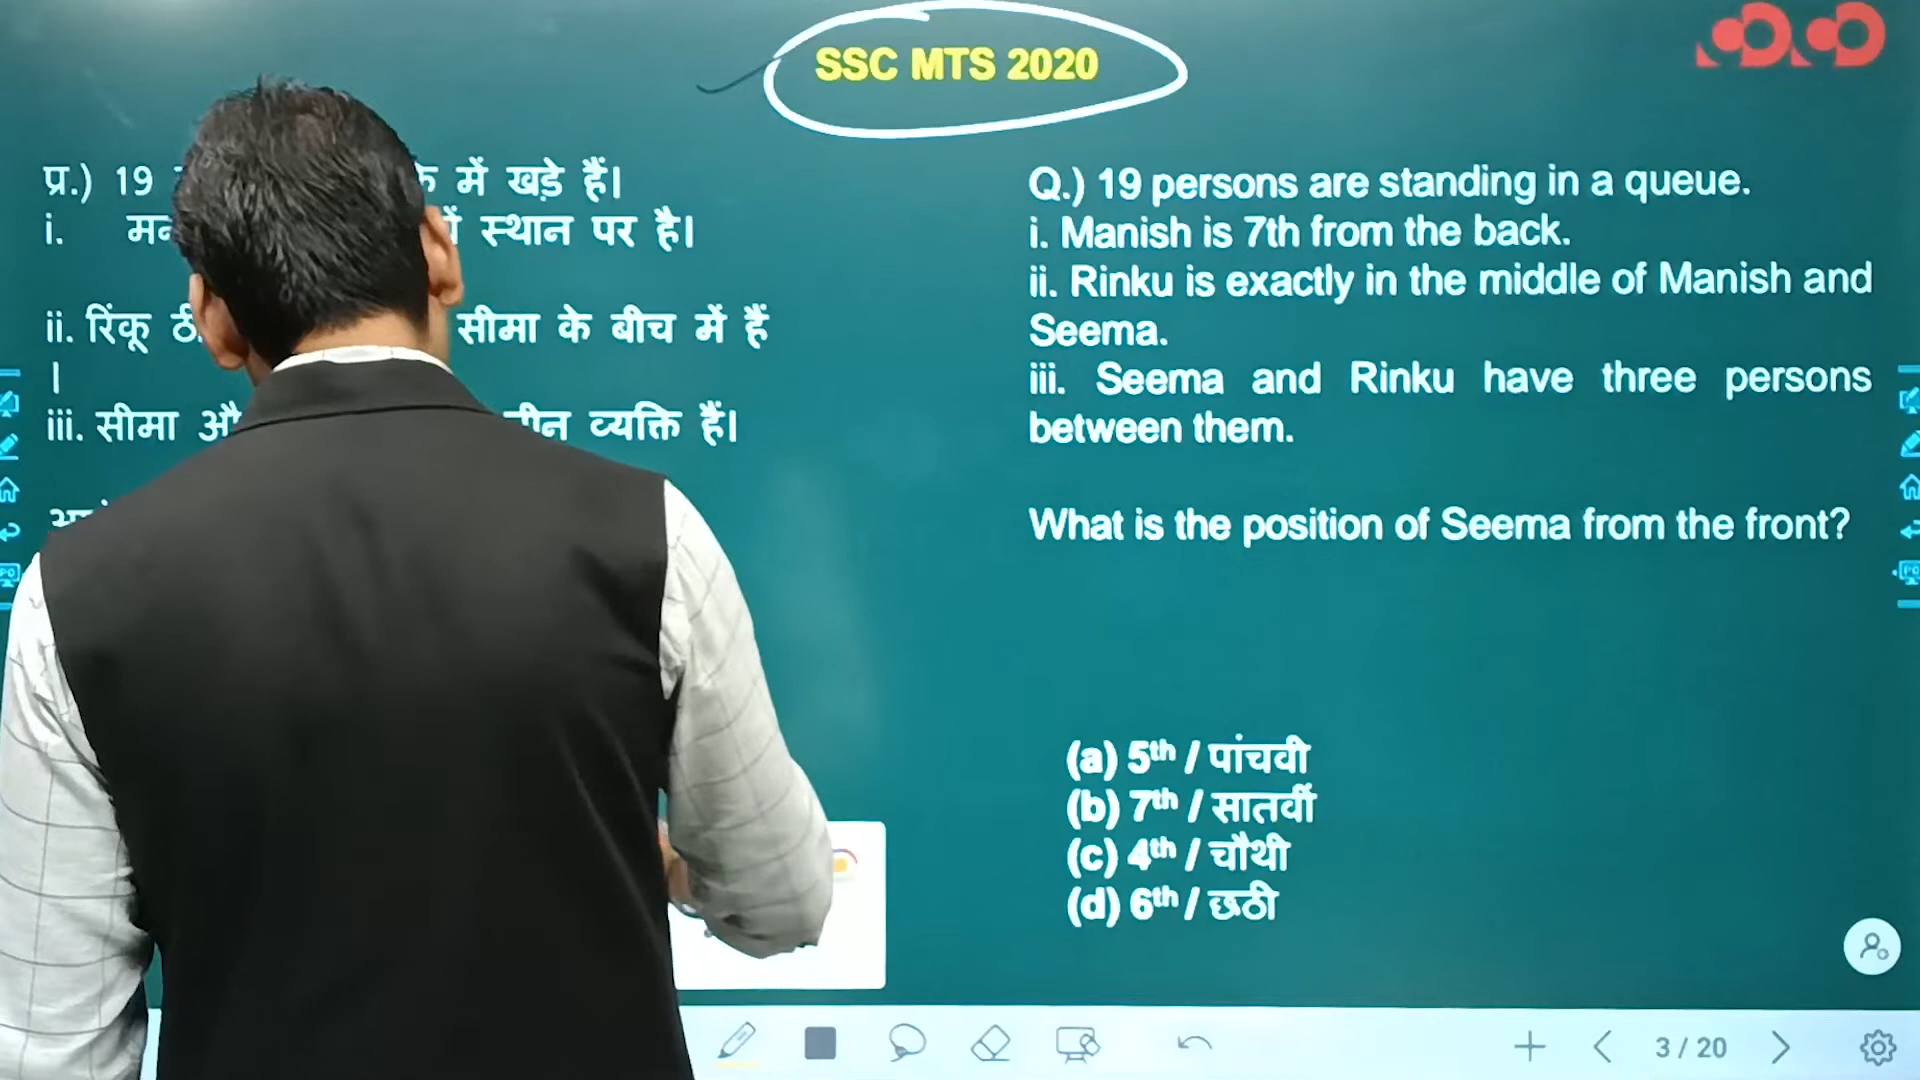 SSC MTS 2020
प्र.) 19 में खड़े हैं।
i. स्थान पर है।
ii. रिंकू सीमा के बीच में हैं
।
iii. सीमा व्यक्ति हैं।
Q.) 19 persons are standing in a queue.
i. Manish is 7th from the back.
ii. Rinku is exactly in the middle of Manish and
Seema.
iii. Seema and Rinku have three persons
between them.
What is the position of Seema from the front?
(a) 5th / पांचवी
(b) 7th / सातवीं
(c) 4th / चौथी
(d) 6th / छठी
3 / 20